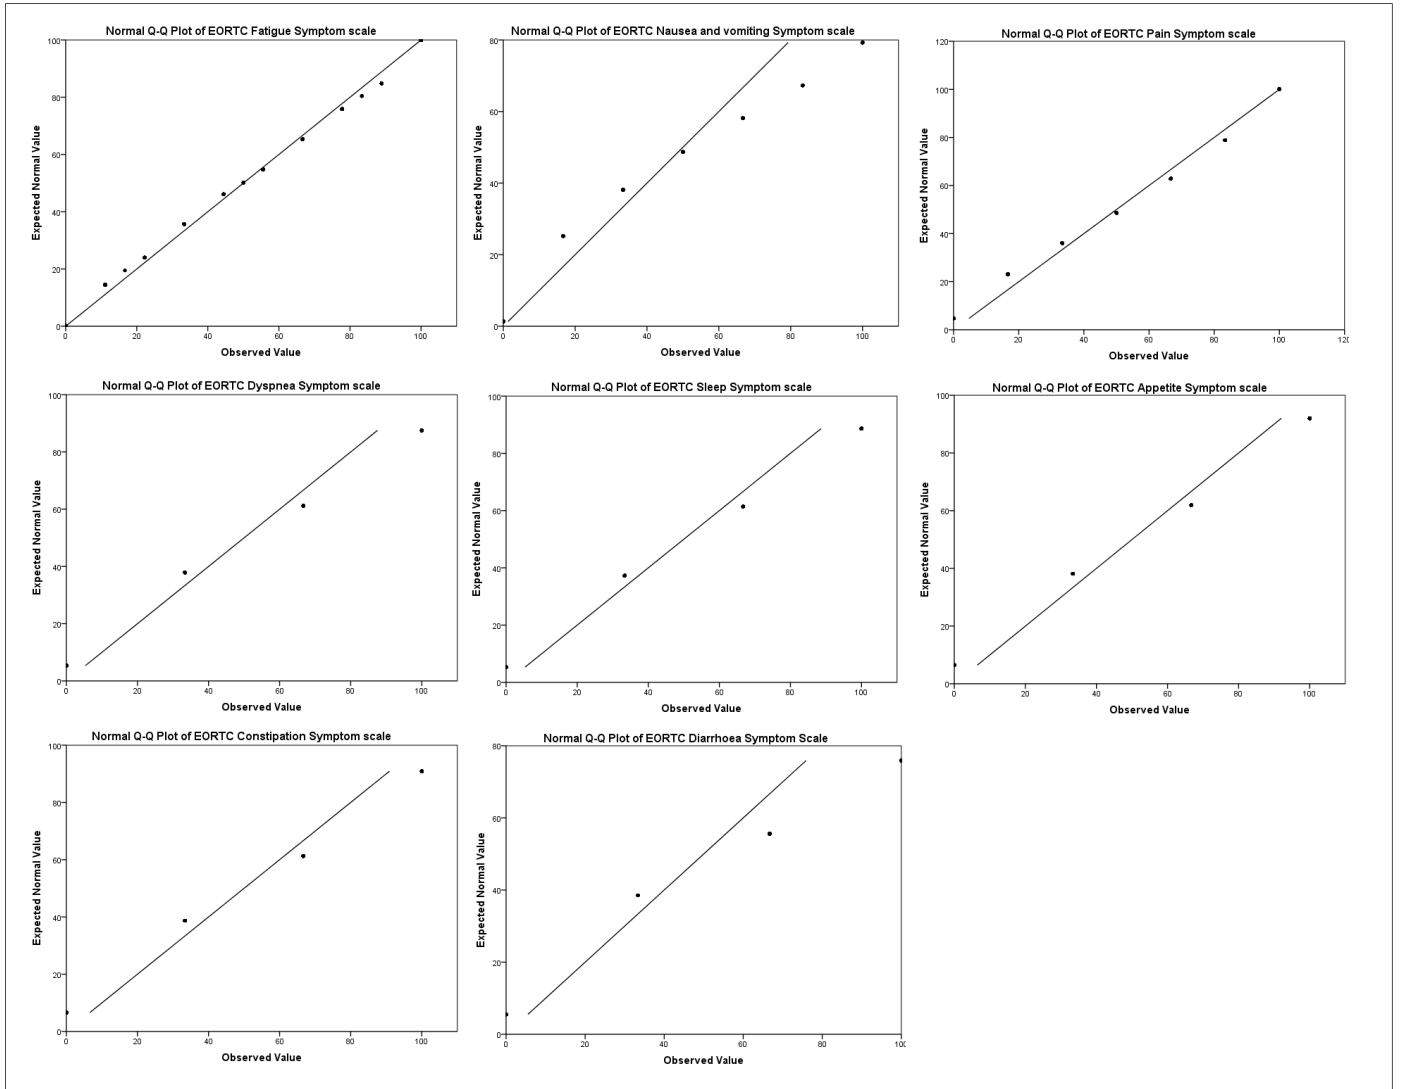 Normal Q-Q Plot of EORTC Fatigue Symptom scale
100
80
60
40
20
0
0 20 40 60 80 100
Expected Normal Value
Observed Value
Normal Q-Q Plot of EORTC Nausea and vomiting Symptom scale
80
60
40
20
0
0 20 40 60 80 100
Expected Normal Value
Observed Value
Normal Q-Q Plot of EORTC Pain Symptom scale
120
100
80
60
40
20
0
0 20 40 60 80 100 120
Expected Normal Value
Observed Value
Normal Q-Q Plot of EORTC Dyspnea Symptom scale
100
80
60
40
20
0
0 20 40 60 80 100
Expected Normal Value
Observed Value
Normal Q-Q Plot of EORTC Sleep Symptom scale
100
80
60
40
20
0
0 20 40 60 80 100
Expected Normal Value
Observed Value
Normal Q-Q Plot of EORTC Appetite Symptom scale
100
80
60
40
20
0
0 20 40 60 80 100
Expected Normal Value
Observed Value
Normal Q-Q Plot of EORTC Constipation Symptom scale
100
80
60
40
20
0
0 20 40 60 80 100
Expected Normal Value
Observed Value
Normal Q-Q Plot of EORTC Diarrhoea Symptom Scale
80
60
40
20
0
0 20 40 60 80 100
Expected Normal Value
Observed Value